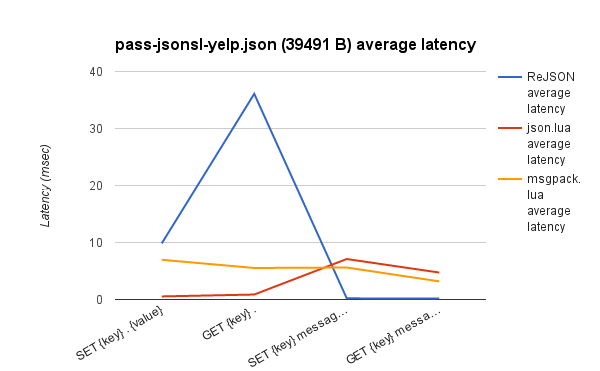 pass-jsonsl-yelp.json (39491 B) average latency
40
30
20
10
0
Latency (msec)
SET {key} . {value}
GET {key} .
SET {key} messag…
GET {key} messa…
ReJSON
average
latency
json.lua
average
latency
msgpack.
lua
average
latency